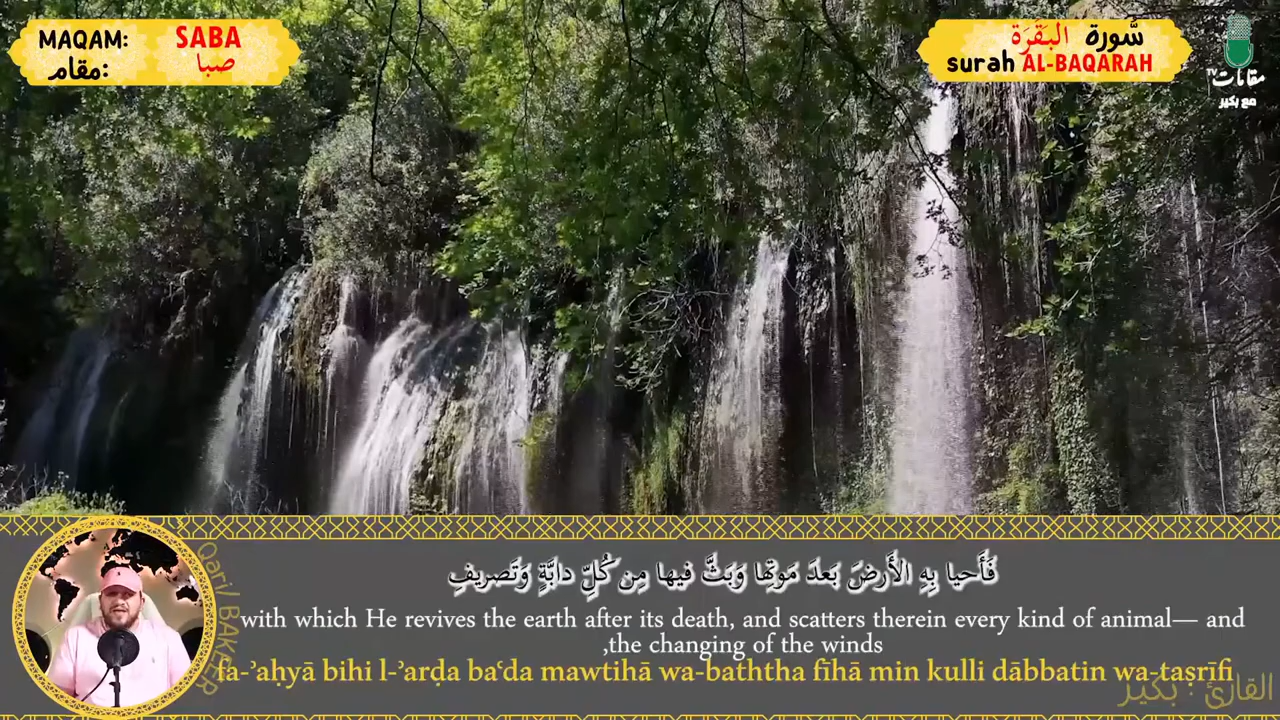 MAQAM: SABA
مقام: صبا
سُّورة البَقَرَة
surah AL-BAQARAH
مقامات TV
مع بكير
فَأَحيا بِهِ الأَرضَ بَعدَ مَوتِها وَبَثَّ فيها مِن كُلِّ دابَّةٍ وَتَصريفِ
with which He revives the earth after its death, and scatters therein every kind of animal— and
,the changing of the winds
fa-ʾaḥyā bihi l-ʾarḍa baʿda mawtihā wa-baththa fīhā min kulli dābbatin wa-taṣrīfi
Qari/ BAKEER
القارئ : بكير